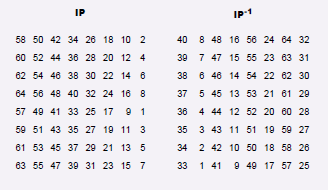 IP IP-1
58 50 42 34 26 18 10 2 40 8 48 16 56 24 64 32
60 52 44 36 28 20 12 4 39 7 47 15 55 23 63 31
62 54 46 38 30 22 14 6 38 6 46 14 54 22 62 30
64 56 48 40 32 24 16 8 37 5 45 13 53 21 61 29
57 49 41 33 25 17 9 1 36 4 44 12 52 20 60 28
59 51 43 35 27 19 11 3 35 3 43 11 51 19 59 27
61 53 45 37 29 21 13 5 34 2 42 10 50 18 58 26
63 55 47 39 31 23 15 7 33 1 41 9 49 17 57 25